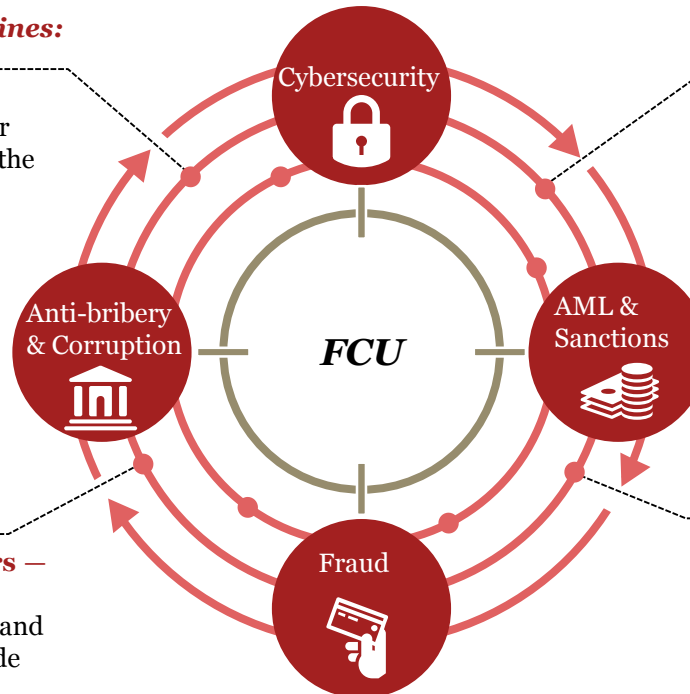 ines:
Cybersecurity
r
the
Anti-bribery
& Corruption
FCU
AML &
Sanctions
Fraud
rs —
and
de